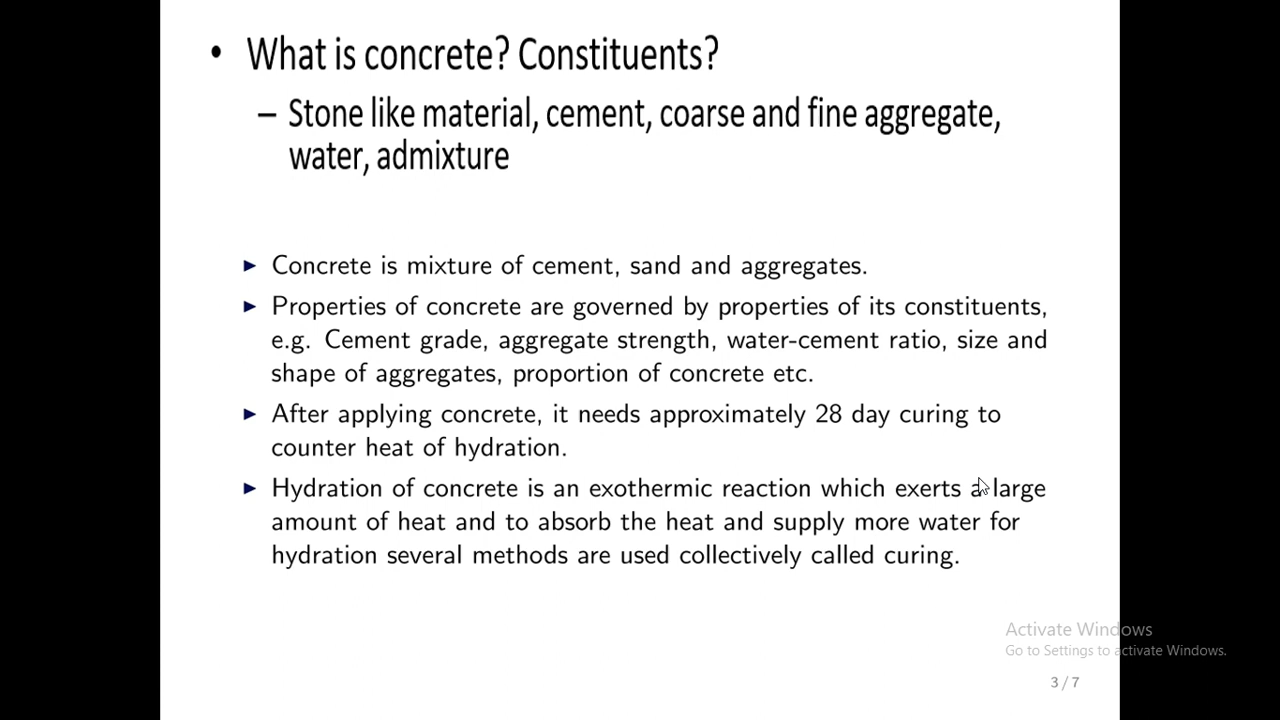 • What is concrete? Constituents?
– Stone like material, cement, coarse and fine aggregate,
water, admixture
▶ Concrete is mixture of cement, sand and aggregates.
▶ Properties of concrete are governed by properties of its constituents,
e.g. Cement grade, aggregate strength, water-cement ratio, size and
shape of aggregates, proportion of concrete etc.
▶ After applying concrete, it needs approximately 28 day curing to
counter heat of hydration.
▶ Hydration of concrete is an exothermic reaction which exerts a large
amount of heat and to absorb the heat and supply more water for
hydration several methods are used collectively called curing.
Activate Windows
Go to Settings to activate Windows.
3 / 7